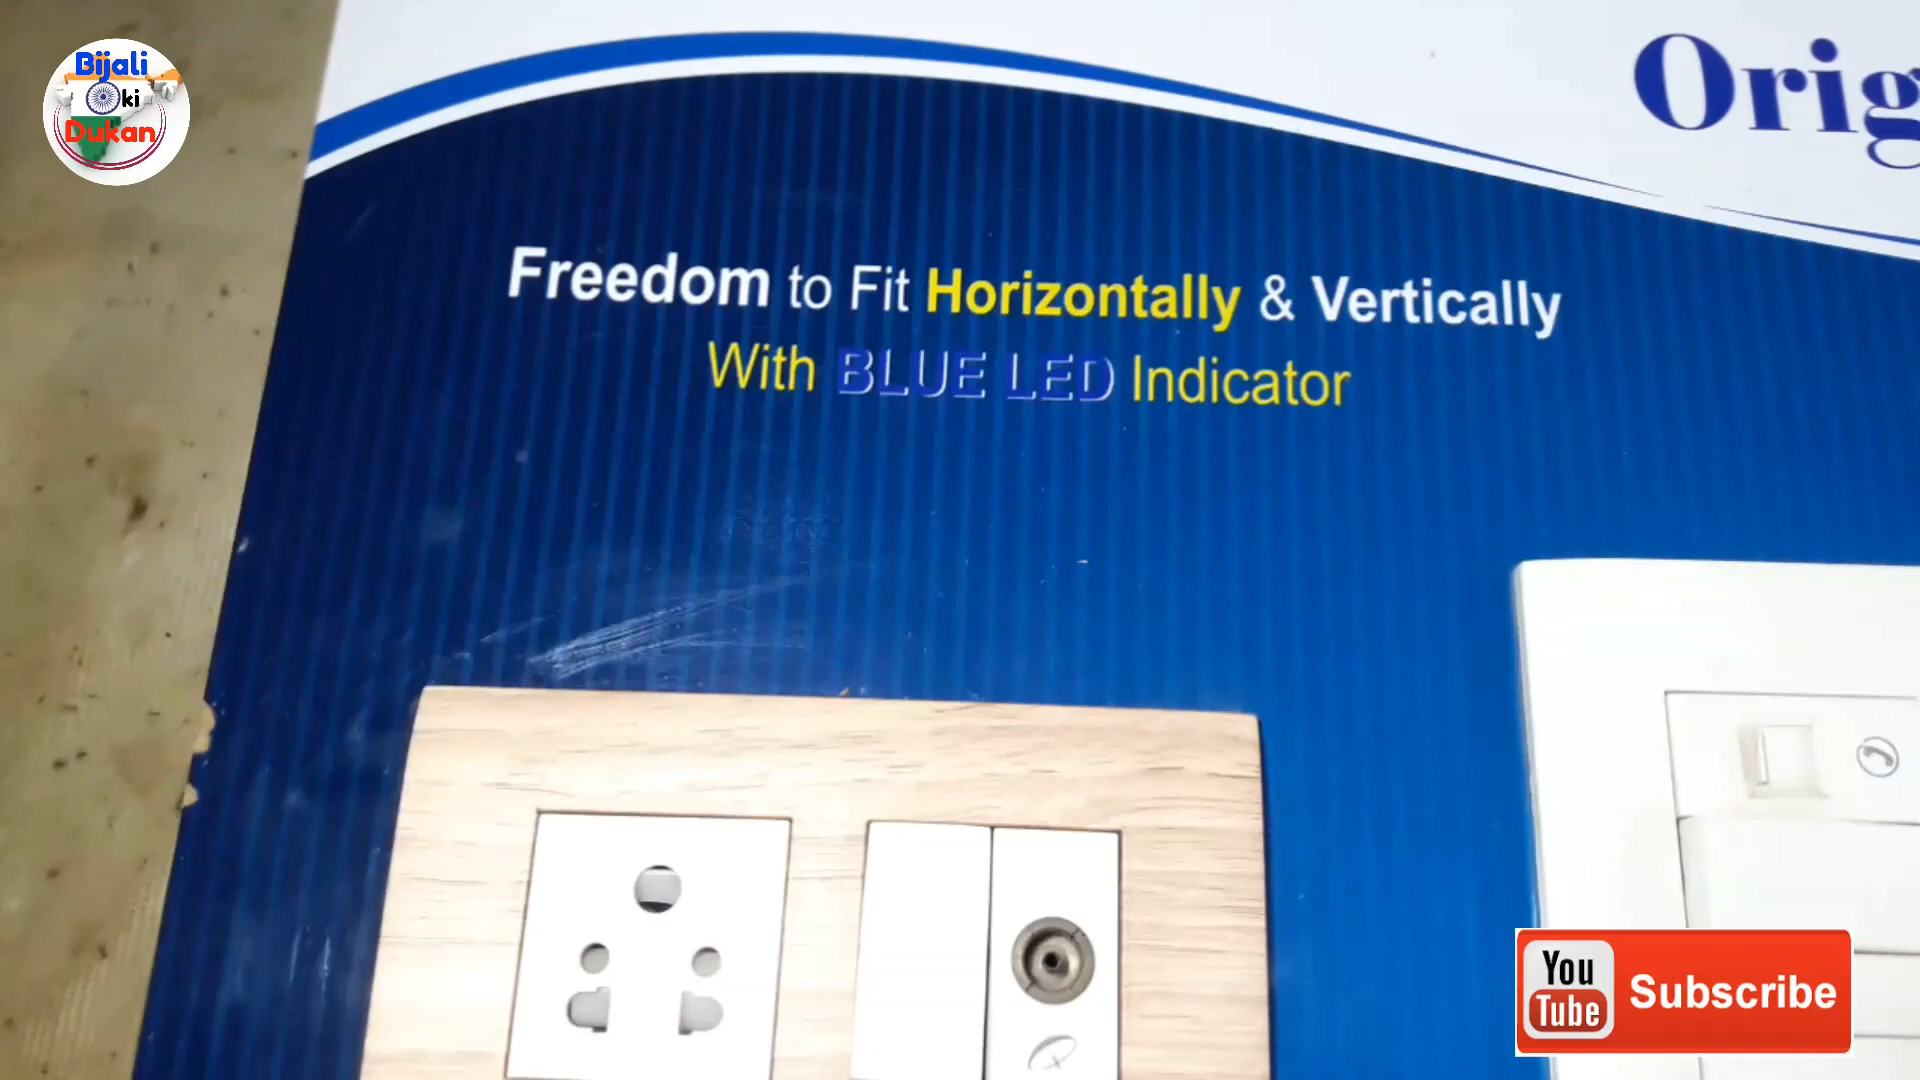 Bijali
ki
Dukan
Orig
Freedom to Fit Horizontally & Vertically
With BLUE LED Indicator
You
Tube
Subscribe